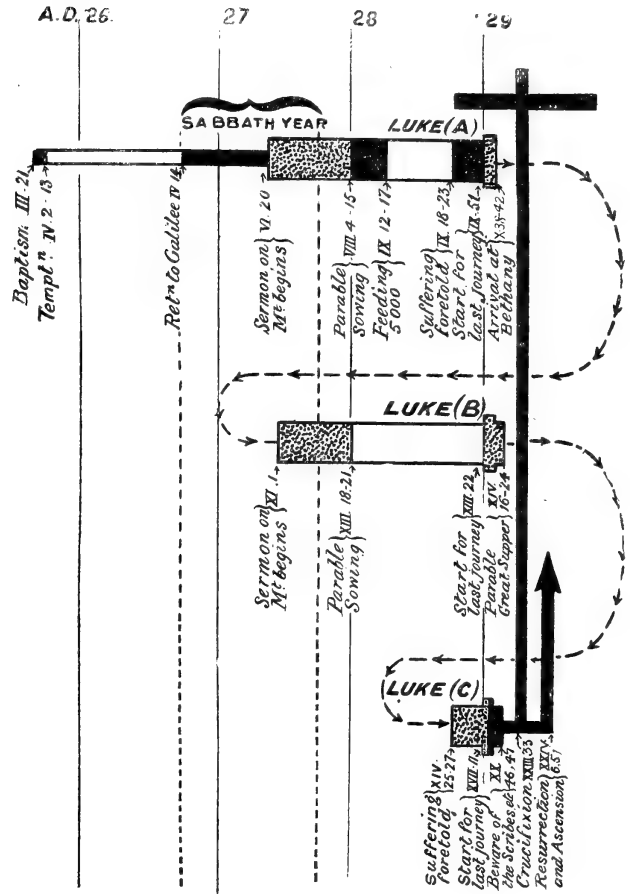 A.D. 26
27
28
29
SABBATH YEAR
LUKE (A)
Baptism III.21
Temptn. IV. 2-13
Retn to Galilee IV 14
Sermon on } VI. 20
Mt begins
Parable } VIII 4-15
Sowing
Feeding } IX 12-17
5000
Suffering } IX 18-23
foretold
Start for } IX.51
last Journey
Arrival at }
Bethany
LUKE (B)
Sermon on } XI.1
Mt begins
Parable } XIII. 18-21
Sowing
Start for } XIII.22
last journey
Parable } XIV
Great Supper } 16-24
LUKE (C)
Suffering } XIV.
foretold } 25-27
Start for } XVII.11
last journey
Beware of } XX
the Scribes etc } 46,47
Crucifixion XXIII.33
Resurrection } XXIV.
and Ascension } 6.51